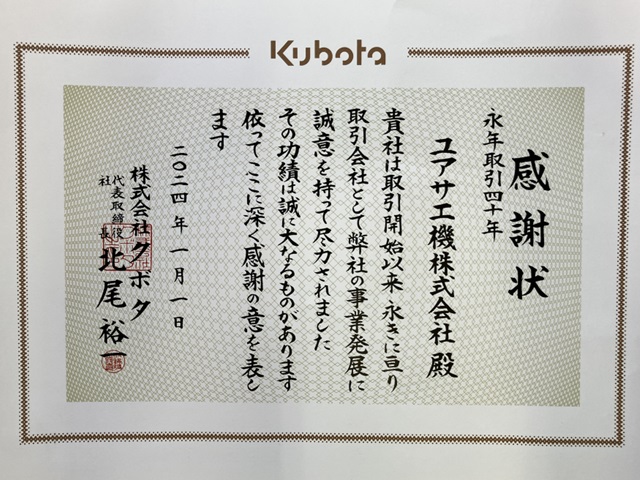 Kubota
感謝状
永年取引四十年
ユアサ工機株式会社 殿
貴社は取引開始以来 永きに亘り
取引会社として弊社の事業発展に
誠意を持って尽力されました
その功績は誠に大なるものがあります
依ってここに深く感謝の意を表し
ます
二〇二四年 一月一日
株式会社クボタ
代表取締役
社長 北尾裕一